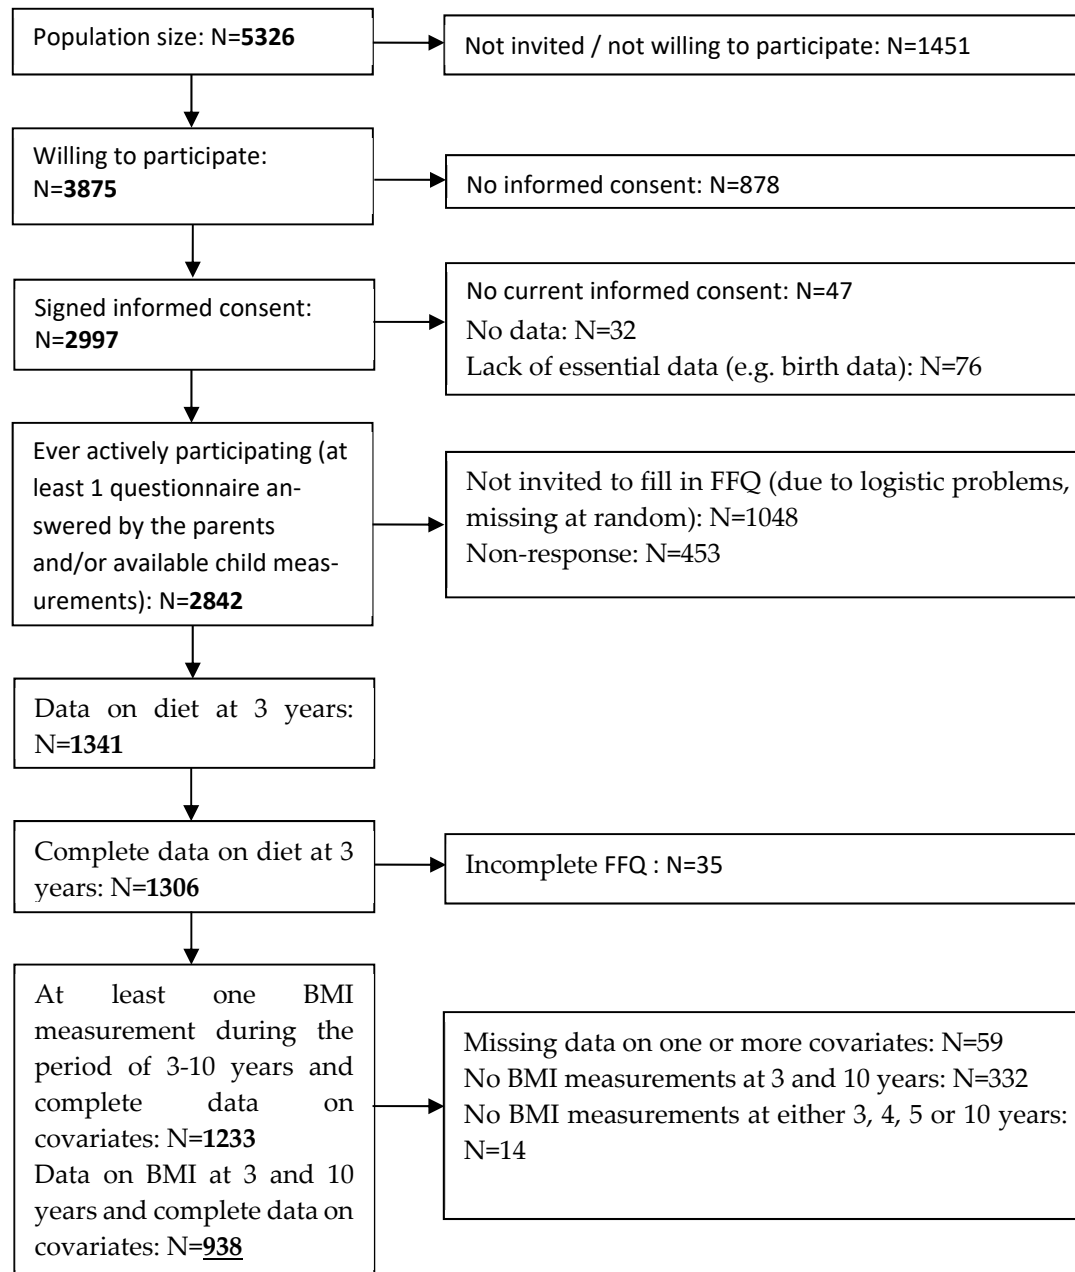 Population size: N=5326
Not invited / not willing to participate: N=1451
Willing to participate:
N=3875
No informed consent: N=878
Signed informed consent:
N=2997
No current informed consent: N=47
No data: N=32
Lack of essential data (e.g. birth data): N=76
Ever actively participating (at
least 1 questionnaire an-
swered by the parents
and/or available child meas-
urements): N=2842
Not invited to fill in FFQ (due to logistic problems,
missing at random): N=1048
Non-response: N=453
Data on diet at 3 years:
N=1341
Complete data on diet at 3
years: N=1306
Incomplete FFQ : N=35
At least one BMI
measurement during the
period of 3-10 years and
complete data on
covariates: N=1233
Data on BMI at 3 and 10
years and complete data on
covariates: N=938
Missing data on one or more covariates: N=59
No BMI measurements at 3 and 10 years: N=332
No BMI measurements at either 3, 4, 5 or 10 years:
N=14